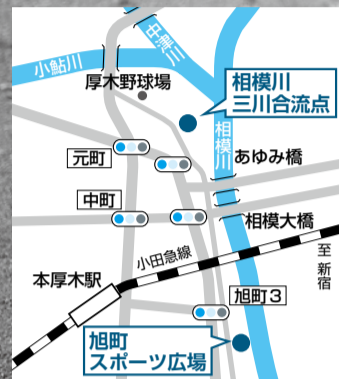 中津川
小鮎川
厚木野球場
相模川
三川合流点
相模川
元町
あゆみ橋
中町
相模大橋
小田急線
至 新宿
本厚木駅
旭町3
旭町
スポーツ広場